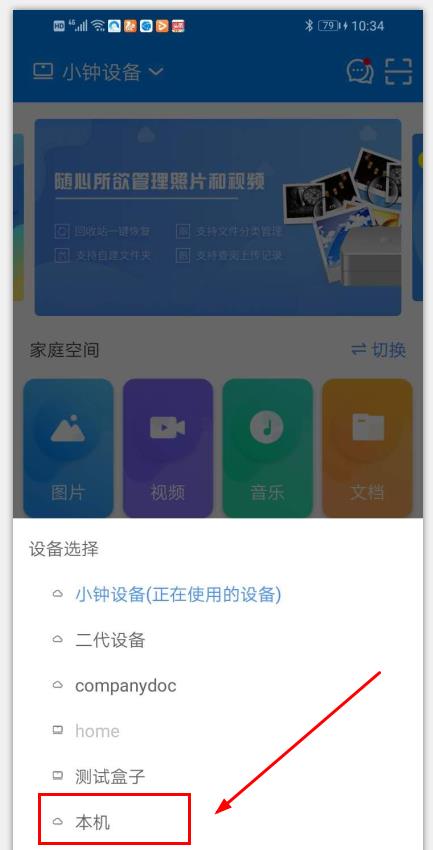 HD 46 79 10:34
小钟设备
随心所欲管理照片和视频
回收站一键恢复 支持文件分类管理
支持自建文件夹 支持查阅上传记录
家庭空间 切换
图片 视频 音乐 文档
设备选择
小钟设备(正在使用的设备)
二代设备
companydoc
home
测试盒子
本机